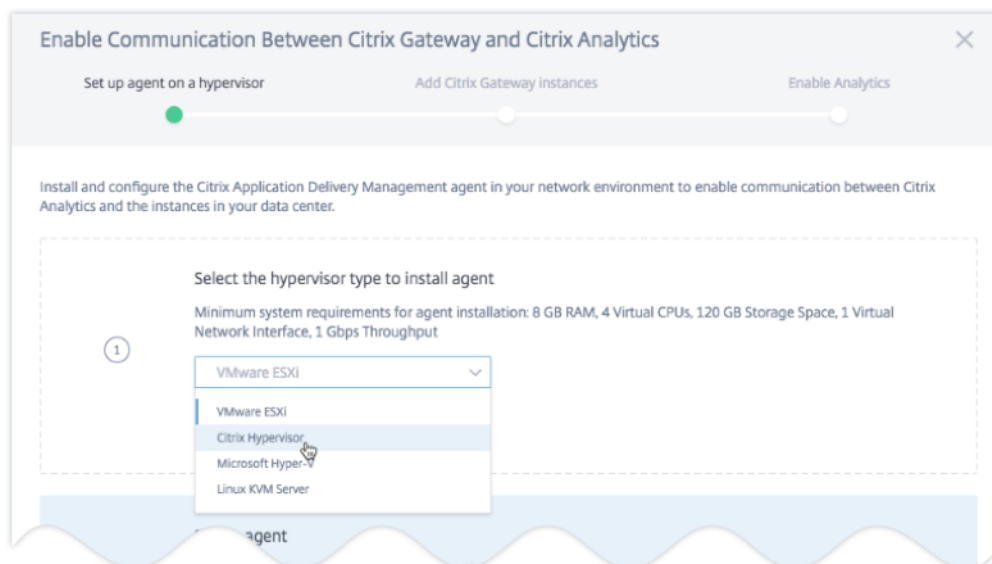 Enable Communication Between Citrix Gateway and Citrix Analytics
Set up agent on a hypervisor
Add Citrix Gateway instances
Enable Analytics
Install and configure the Citrix Application Delivery Management agent in your network environment to enable communication between Citrix
Analytics and the instances in your data center.
Select the hypervisor type to install agent
Minimum system requirements for agent installation: 8 GB RAM, 4 Virtual CPUs, 120 GB Storage Space, 1 Virtual
Network Interface, 1 Gbps Throughput
1
VMware ESXi
VMware ESXi
Citrix Hypervisor
Microsoft Hyper-V
Linux KVM Server
agent